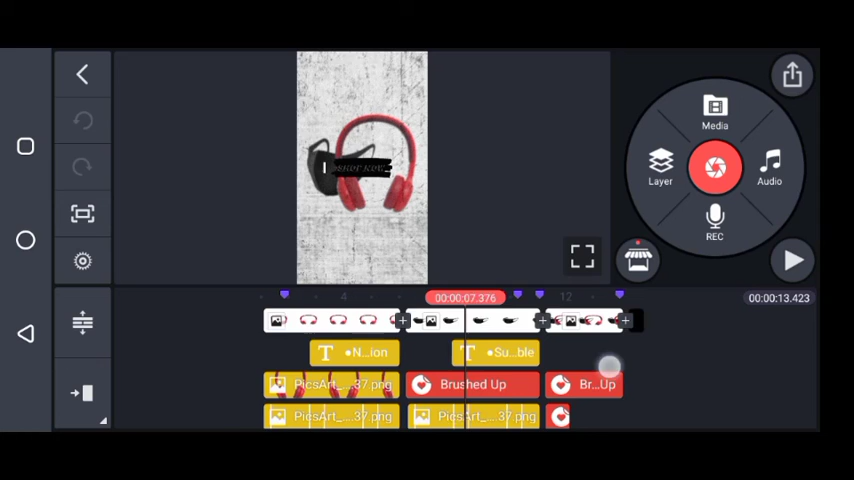 Media
Layer
Audio
REC
4
00:00:07.376
12
00:00:13.423
●N...ion
●Su...ble
PicsArt_....37.png
Brushed Up
Br...Up
PicsArt_....37.png
PicsArt_....37.png